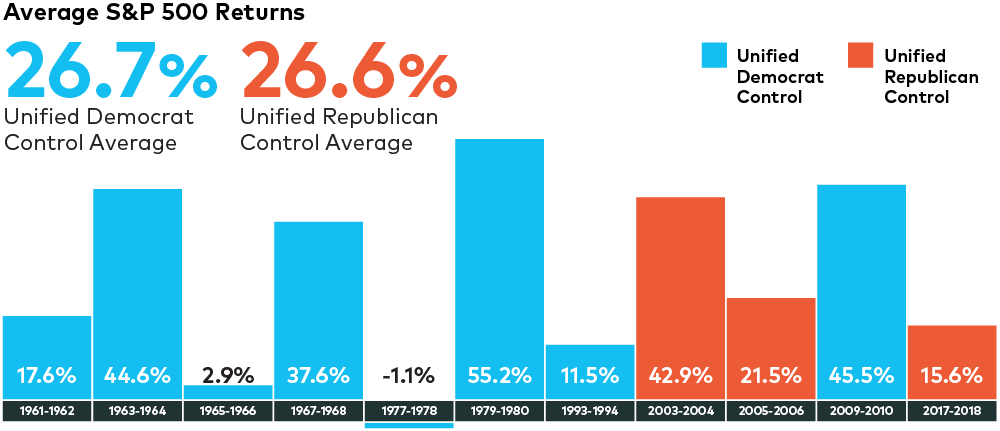 Average S&P 500 Returns
26.7%
Unified Democrat
Control Average
26.6%
Unified Republican
Control Average
Unified
Democrat
Control
Unified
Republican
Control
17.6%
44.6%
2.9%
37.6%
-1.1%
55.2%
11.5%
42.9%
21.5%
45.5%
15.6%
1961-1962
1963-1964
1965-1966
1967-1968
1977-1978
1979-1980
1993-1994
2003-2004
2005-2006
2009-2010
2017-2018